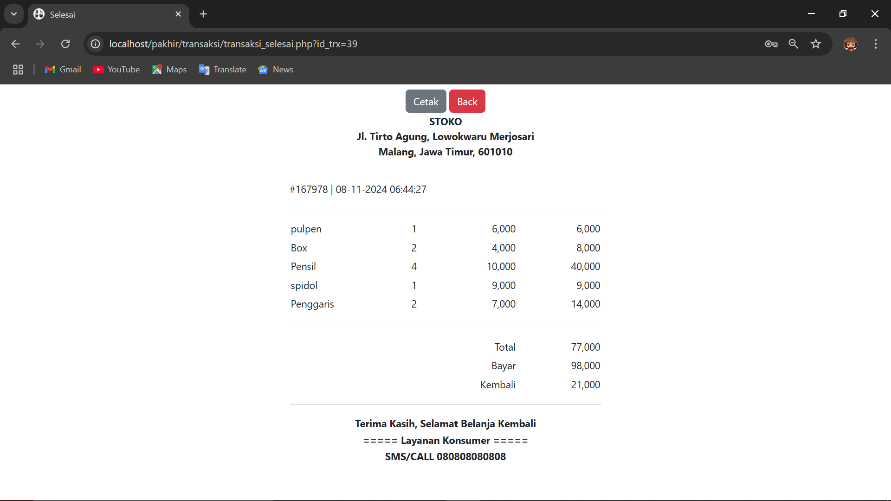 Selesai
localhost/pakhir/transaksi/transaksi_selesai.php?id_trx=39
Gmail YouTube Maps Translate News
Cetak Back
STOKO
Jl. Tirto Agung, Lowokwaru Merjosari
Malang, Jawa Timur, 601010
#167978 | 08-11-2024 06:44:27
pulpen 1 6,000 6,000
Box 2 4,000 8,000
Pensil 4 10,000 40,000
spidol 1 9,000 9,000
Penggaris 2 7,000 14,000
Total 77,000
Bayar 98,000
Kembali 21,000
Terima Kasih, Selamat Belanja Kembali
===== Layanan Konsumer =====
SMS/CALL 080808080808